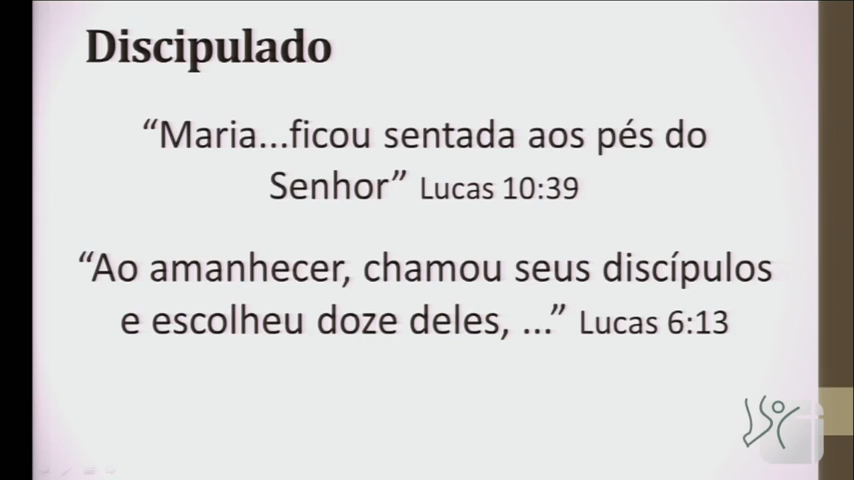 Discipulado
“Maria...ficou sentada aos pés do
Senhor” Lucas 10:39
“Ao amanhecer, chamou seus discípulos
e escolheu doze deles, ...” Lucas 6:13